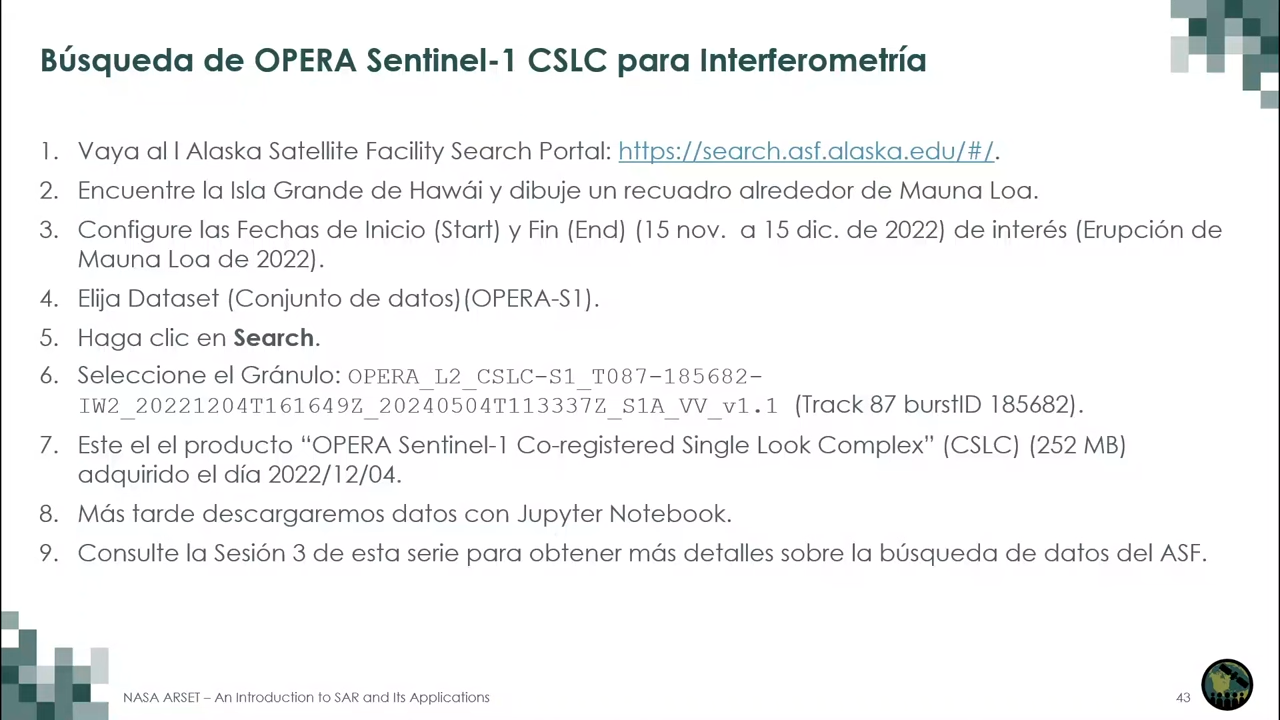 Búsqueda de OPERA Sentinel-1 CSLC para Interferometría
1. Vaya al l Alaska Satellite Facility Search Portal: https://search.asf.alaska.edu/#/.
2. Encuentre la Isla Grande de Hawái y dibuje un recuadro alrededor de Mauna Loa.
3. Configure las Fechas de Inicio (Start) y Fin (End) (15 nov. a 15 dic. de 2022) de interés (Erupción de
Mauna Loa de 2022).
4. Elija Dataset (Conjunto de datos)(OPERA-S1).
5. Haga clic en Search.
6. Seleccione el Gránulo: OPERA_L2_CSLC-S1_T087-185682-
IW2_20221204T161649Z_20240504T113337Z_S1A_VV_v1.1 (Track 87 burstID 185682).
7. Este el el producto “OPERA Sentinel-1 Co-registered Single Look Complex” (CSLC) (252 MB)
adquirido el día 2022/12/04.
8. Más tarde descargaremos datos con Jupyter Notebook.
9. Consulte la Sesión 3 de esta serie para obtener más detalles sobre la búsqueda de datos del ASF.
NASA ARSET – An Introduction to SAR and Its Applications
43